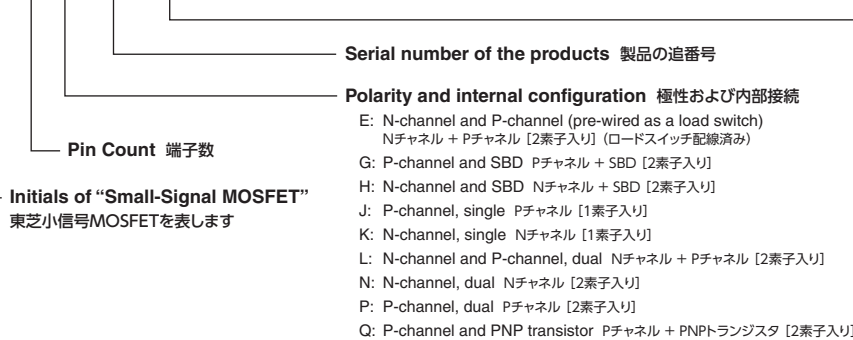 Serial number of the products 製品の追番号
Polarity and internal configuration 極性および内部接続
E: N-channel and P-channel (pre-wired as a load switch)
Nチャネル + Pチャネル [2素子入り] (ロードスイッチ配線済み)
Pin Count 端子数
G: P-channel and SBD Pチャネル + SBD [2素子入り]
H: N-channel and SBD Nチャネル + SBD [2素子入り]
Initials of “Small-Signal MOSFET”
東芝小信号MOSFETを表します
J: P-channel, single Pチャネル [1素子入り]
K: N-channel, single Nチャネル [1素子入り]
L: N-channel and P-channel, dual Nチャネル + Pチャネル [2素子入り]
N: N-channel, dual Nチャネル [2素子入り]
P: P-channel, dual Pチャネル [2素子入り]
Q: P-channel and PNP transistor Pチャネル + PNPトランジスタ [2素子入り]